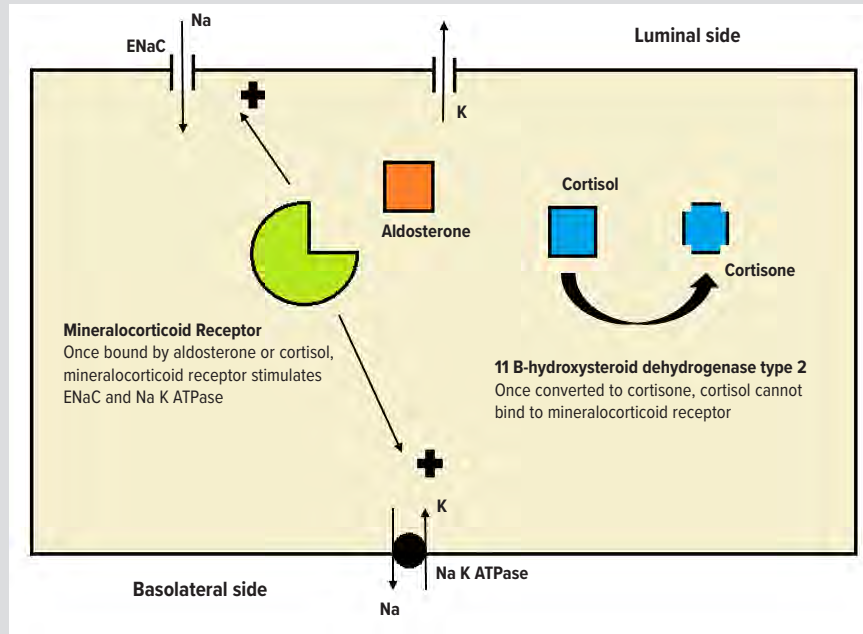 Na
ENaC
Luminal side
K
Cortisol
Aldosterone
Cortisone
Mineralocorticoid Receptor
Once bound by aldosterone or cortisol,
mineralocorticoid receptor stimulates
ENaC and Na K ATPase
11 B-hydroxysteroid dehydrogenase type 2
Once converted to cortisone, cortisol cannot
bind to mineralocorticoid receptor
K
Na K ATPase
Basolateral side
Na